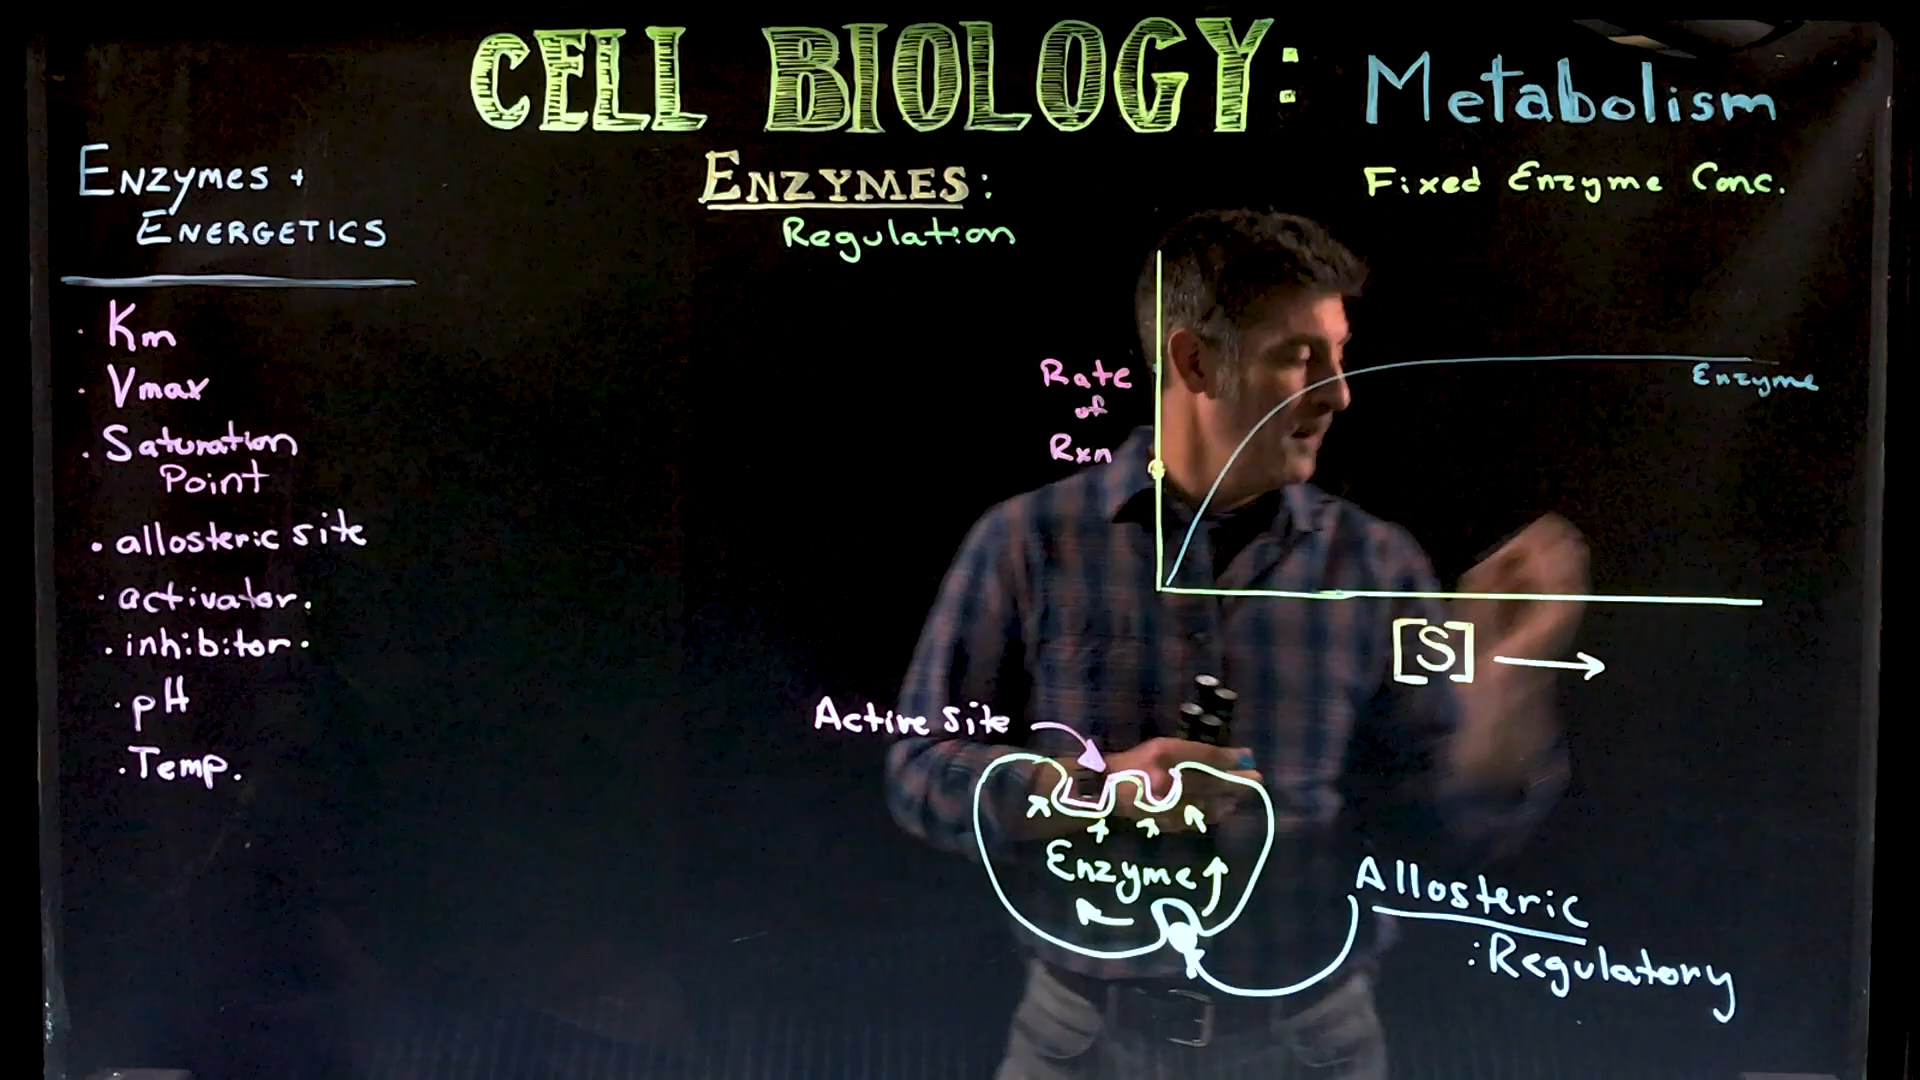 CELL BIOLOGY: Metabolism
Enzymes +
Energetics
· Km
· Vmax
· Saturation
Point
· allosteric site
· activator.
· inhibitor.
· pH
· Temp.
ENZYMES:
Regulation
Fixed Enzyme Conc.
Rate
of
Rxn
Enzyme
[S] →
Active Site
Enzyme
Allosteric
: Regulatory